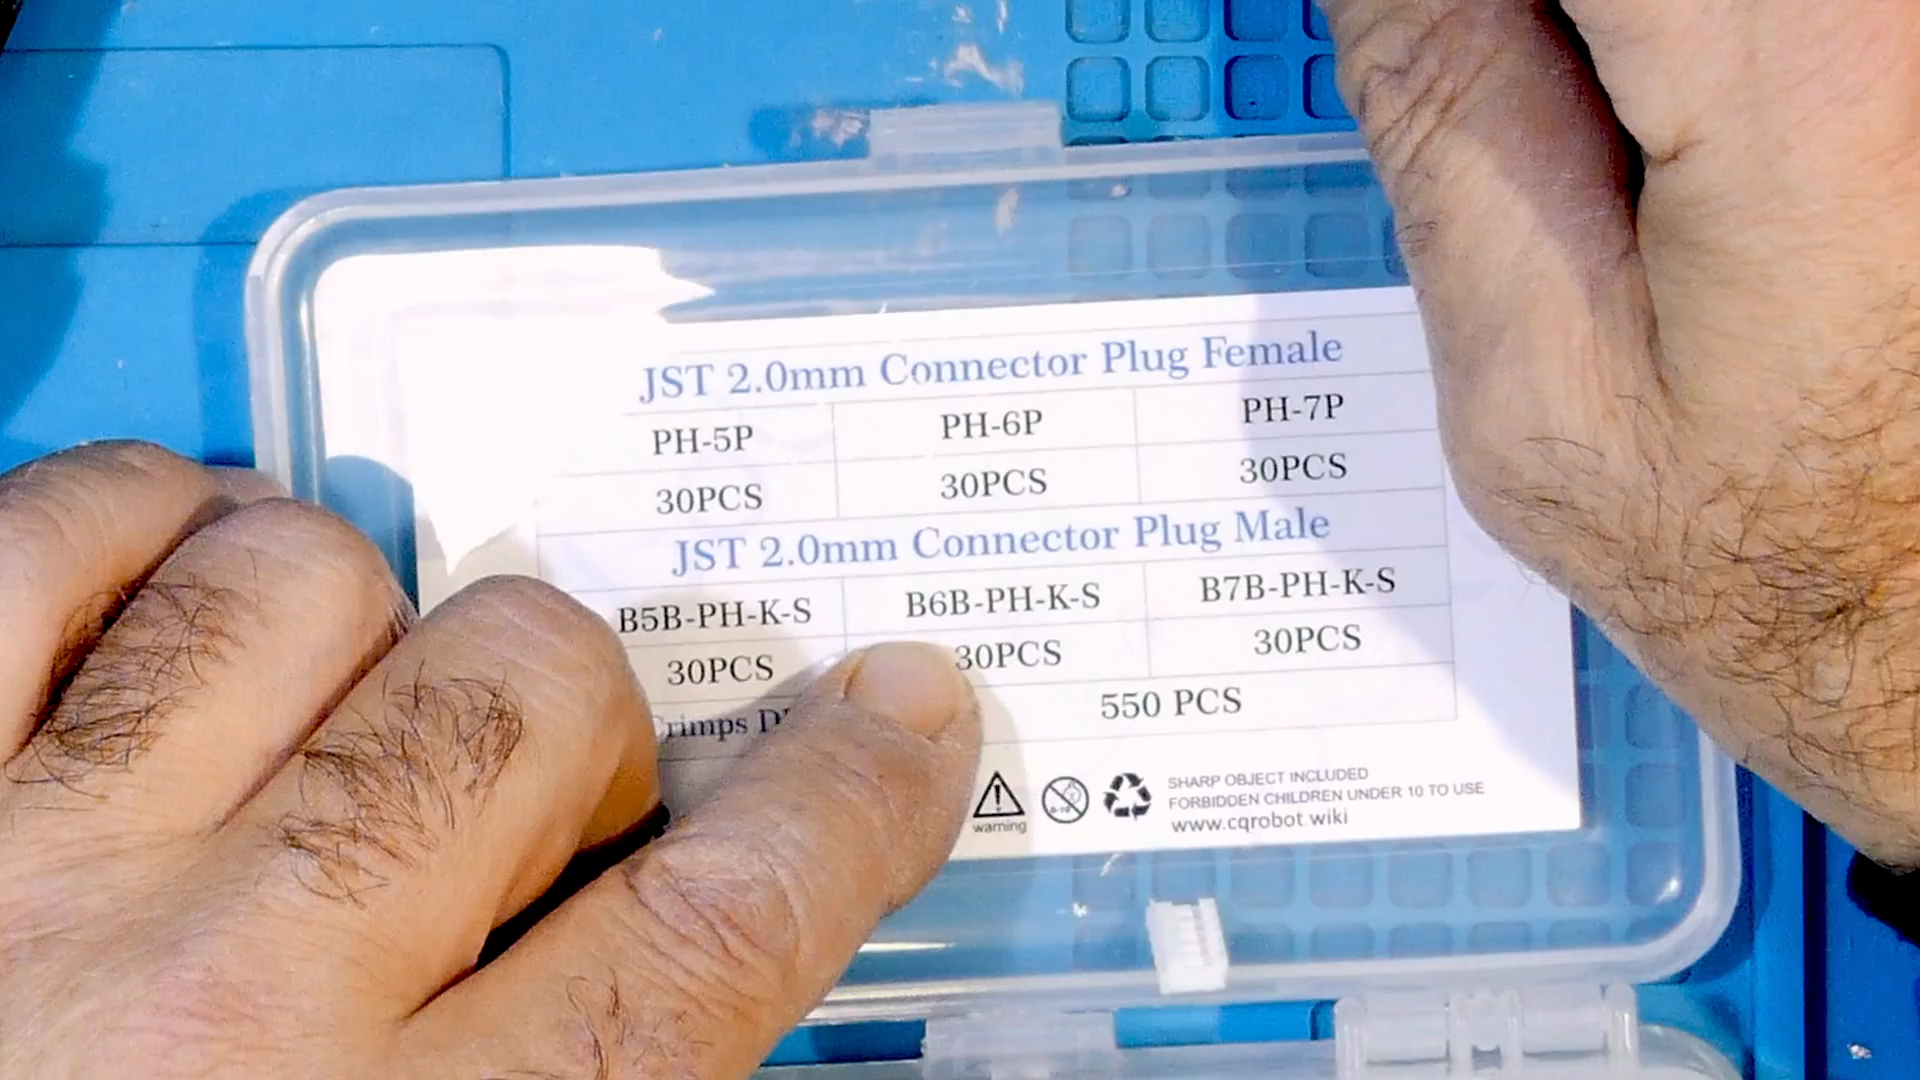 JST 2.0mm Connector Plug Female
PH-5P PH-6P PH-7P
30PCS 30PCS 30PCS
JST 2.0mm Connector Plug Male
B5B-PH-K-S B6B-PH-K-S B7B-PH-K-S
30PCS 30PCS 30PCS
Crimps 550 PCS
warning
SHARP OBJECT INCLUDED
FORBIDDEN CHILDREN UNDER 10 TO USE
www.cqrobot.wiki